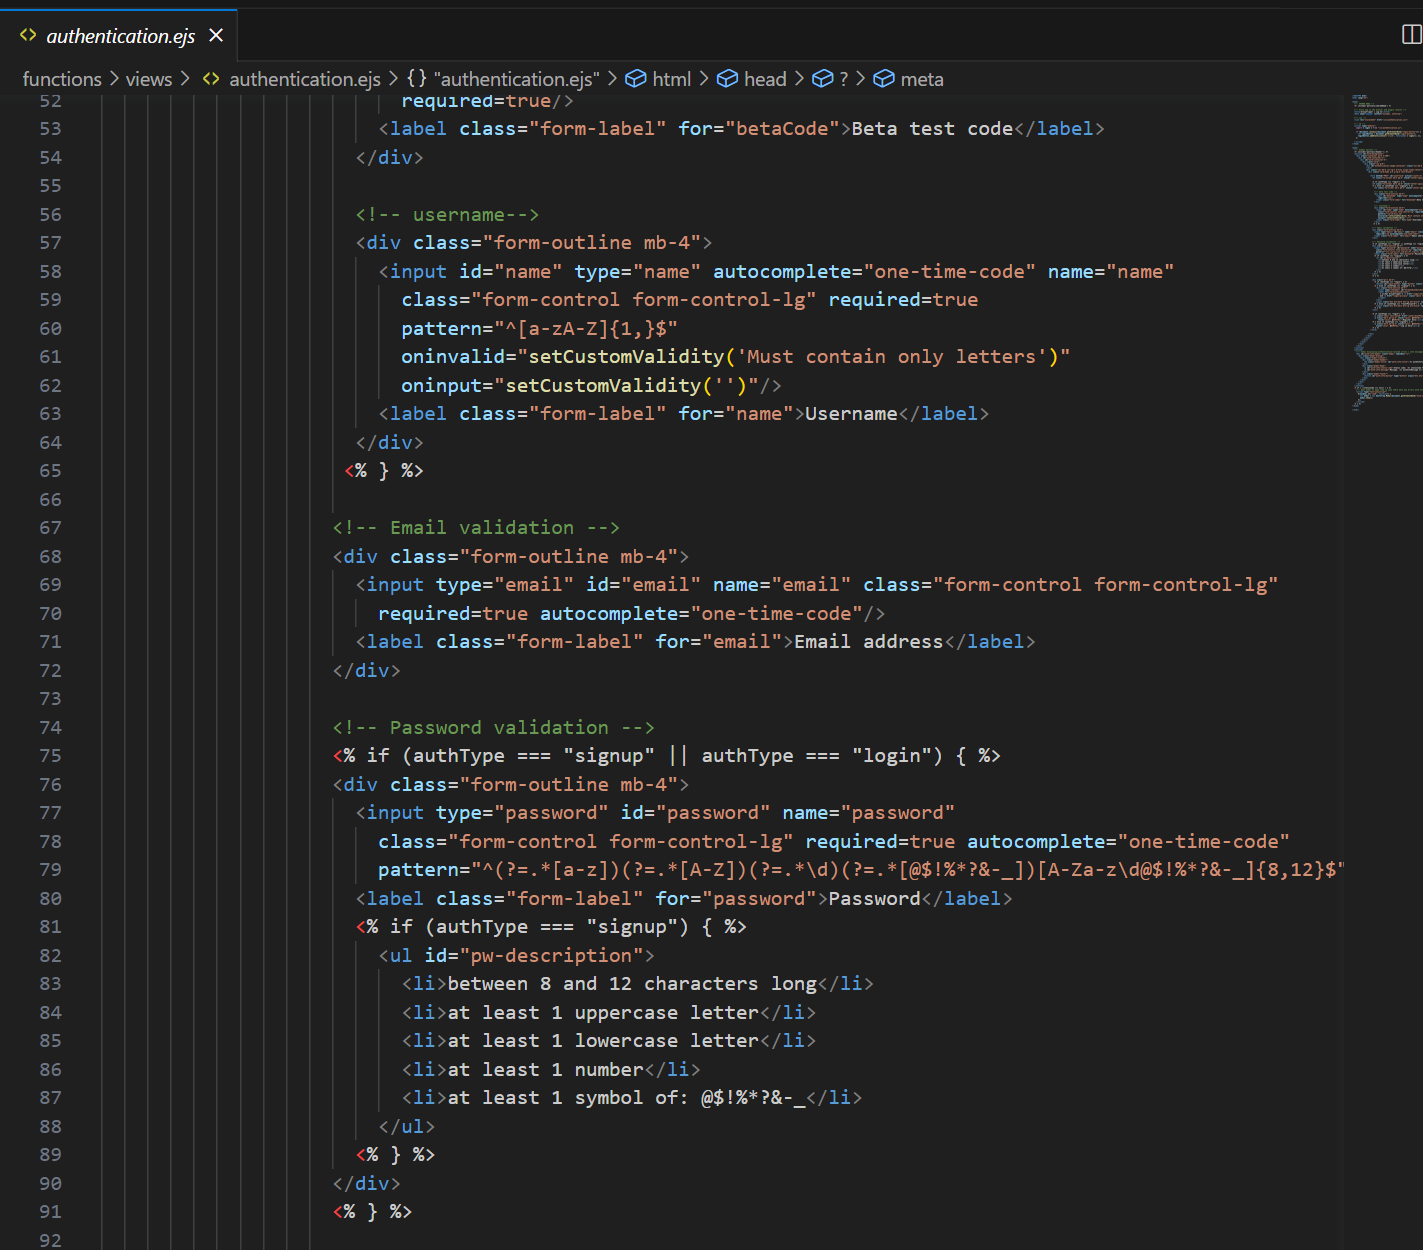 authentication.ejs
functions > views > authentication.ejs > {} "authentication.ejs" > html > head > ? > meta
52 required=true/>
53 <label class="form-label" for="betaCode">Beta test code</label>
54 </div>
55
56 <!-- username-->
57 <div class="form-outline mb-4">
58 <input id="name" type="name" autocomplete="one-time-code" name="name"
59 class="form-control form-control-lg" required=true
60 pattern="^[a-zA-Z]{1,}$"
61 oninvalid="setCustomValidity('Must contain only letters')"
62 oninput="setCustomValidity('')"/>
63 <label class="form-label" for="name">Username</label>
64 </div>
65 <% } %>
66
67 <!-- Email validation -->
68 <div class="form-outline mb-4">
69 <input type="email" id="email" name="email" class="form-control form-control-lg"
70 required=true autocomplete="one-time-code"/>
71 <label class="form-label" for="email">Email address</label>
72 </div>
73
74 <!-- Password validation -->
75 <% if (authType === "signup" || authType === "login") { %>
76 <div class="form-outline mb-4">
77 <input type="password" id="password" name="password"
78 class="form-control form-control-lg" required=true autocomplete="one-time-code"
79 pattern="^(?=.*[a-z])(?=.*[A-Z])(?=.*\d)(?=.*[@$!%*?&-_])[A-Za-z\d@$!%*?&-_]{8,12}$"
80 <label class="form-label" for="password">Password</label>
81 <% if (authType === "signup") { %>
82 <ul id="pw-description">
83 <li>between 8 and 12 characters long</li>
84 <li>at least 1 uppercase letter</li>
85 <li>at least 1 lowercase letter</li>
86 <li>at least 1 number</li>
87 <li>at least 1 symbol of: @$!%*?&-_</li>
88 </ul>
89 <% } %>
90 </div>
91 <% } %>
92